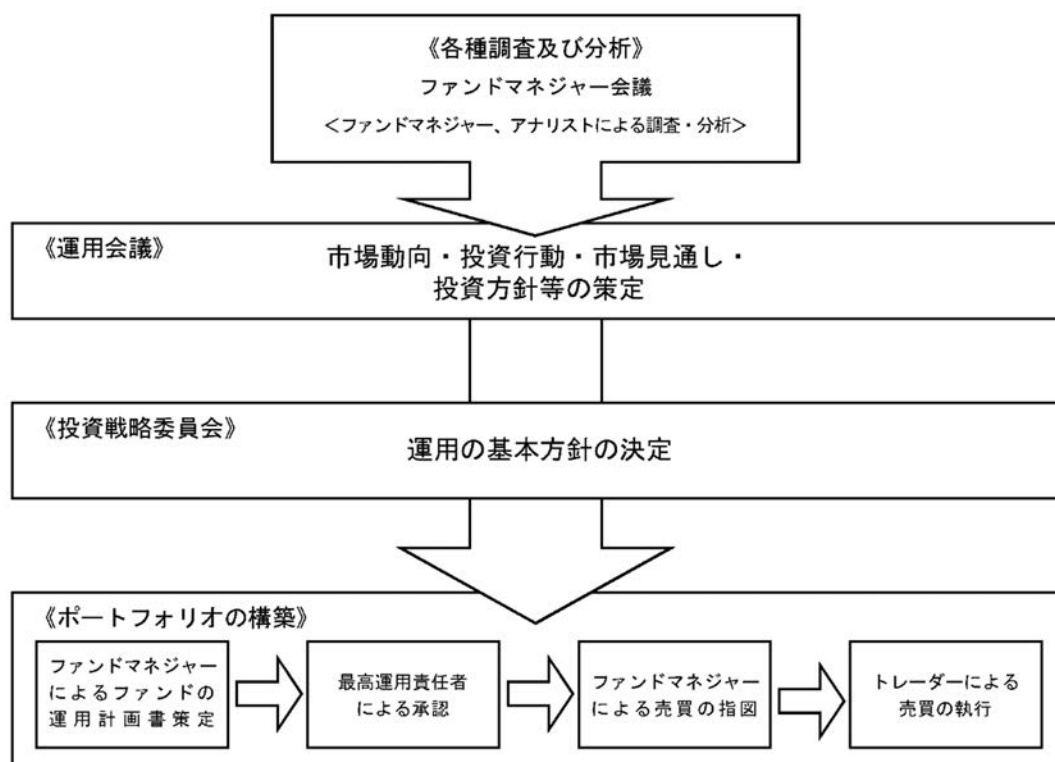 《各種調査及び分析》
ファンドマネジャー会議
＜ファンドマネジャー、アナリストによる調査・分析＞
《運用会議》
市場動向・投資行動・市場見通し・
投資方針等の策定
《投資戦略委員会》
運用の基本方針の決定
《ポートフォリオの構築》
ファンドマネジャー
によるファンドの
運用計画書策定
最高運用責任者
による承認
ファンドマネジャー
による売買の指図
トレーダーによる
売買の執行